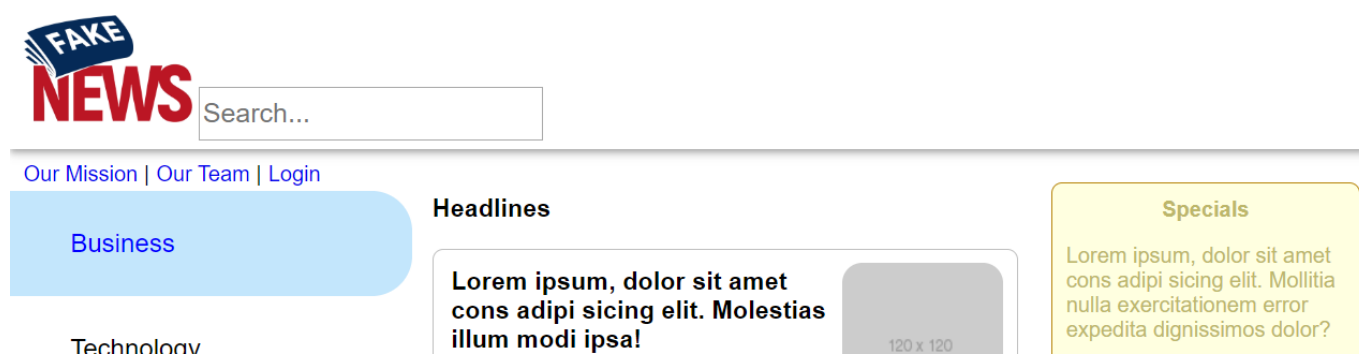 FAKE
NEWS
Search...
Our Mission | Our Team | Login
Business
Technology
Headlines
Lorem ipsum, dolor sit amet
cons adipi sicing elit. Molestias
illum modi ipsa!
120 x 120
Specials
Lorem ipsum, dolor sit amet
cons adipi sicing elit. Mollitia
nulla exercitationem error
expedita dignissimos dolor?